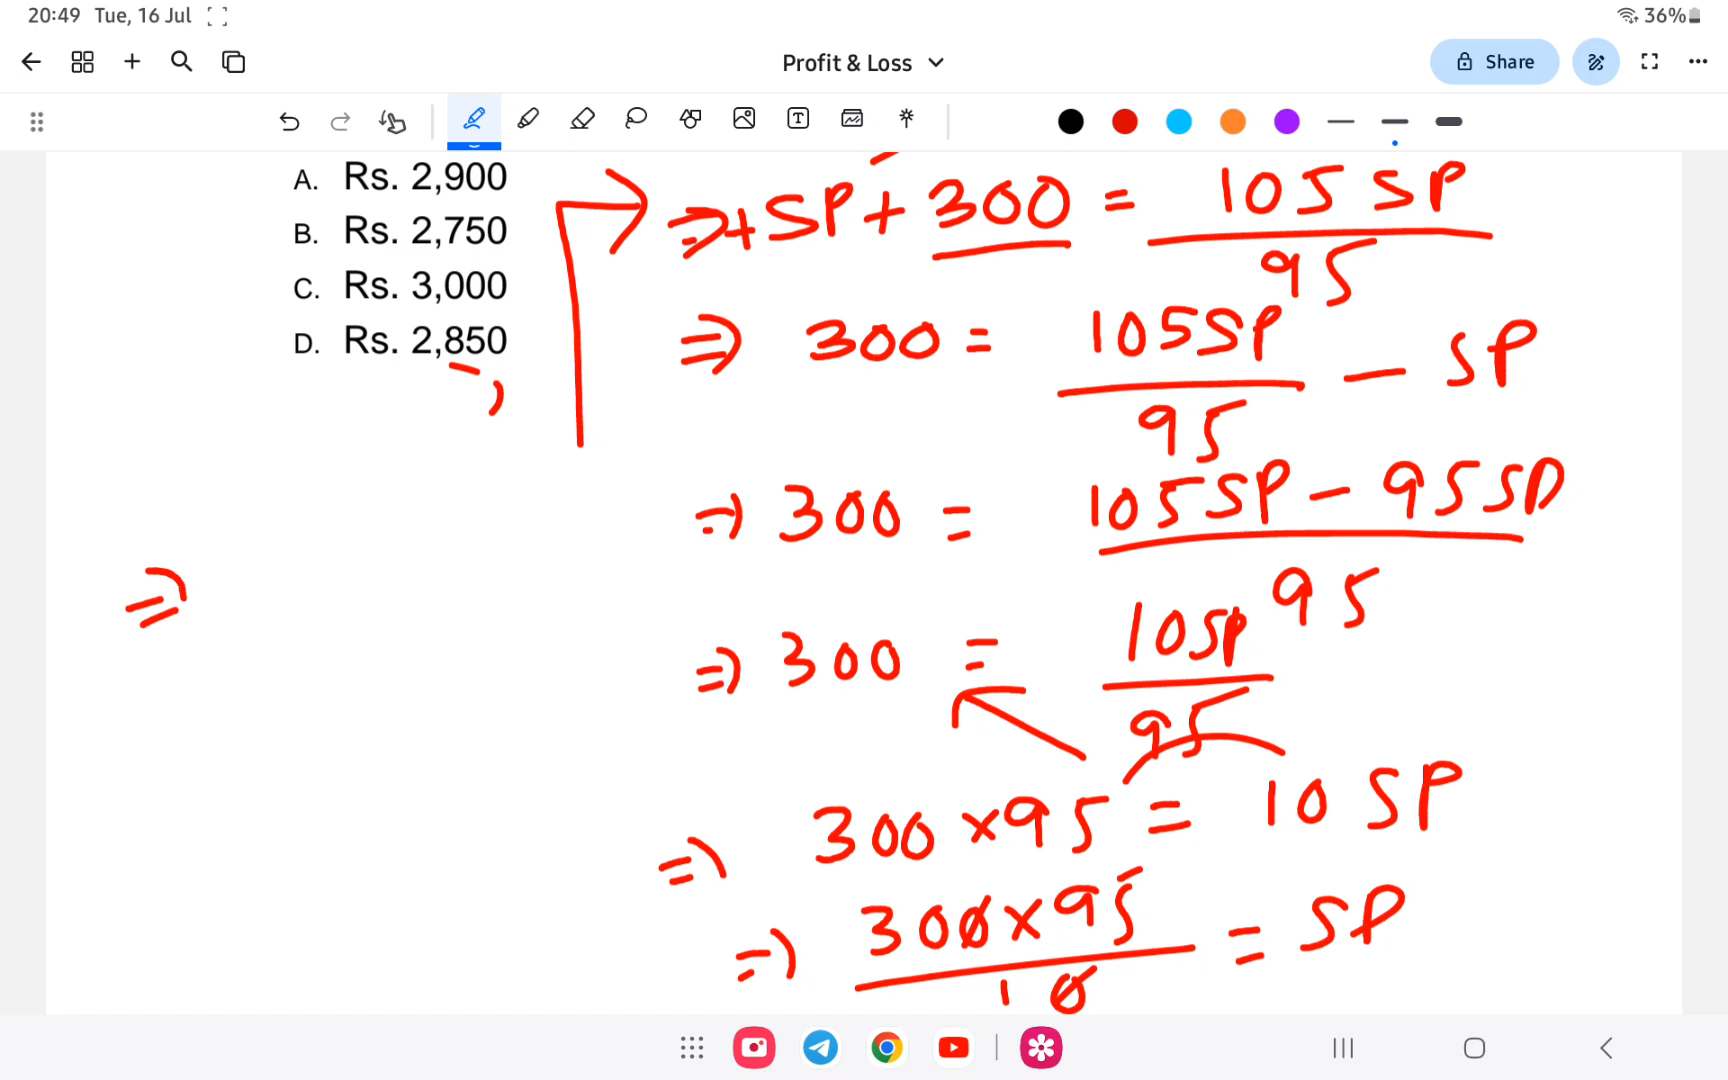 20:49 Tue, 16 Jul
36%
Profit & Loss
Share
A. Rs. 2,900
B. Rs. 2,750
C. Rs. 3,000
D. Rs. 2,850
⇒ + SP + 300 = 105 SP / 95
⇒ 300 = 105SP / 95 - SP
⇒ 300 = 105SP - 95SP / 95
⇒ 300 = 10SP / 95
⇒ 300 × 95 = 10 SP
⇒ 300 × 95 / 10 = SP
⇒